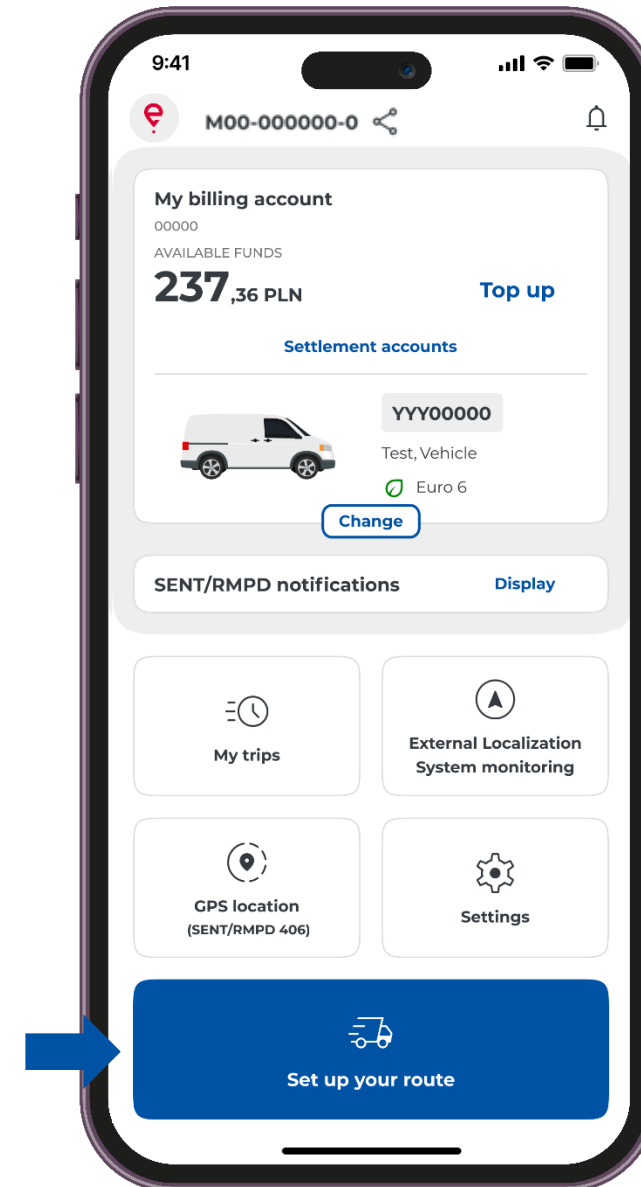 9:41
M00-000000-0
My billing account
00000
AVAILABLE FUNDS
237,36 PLN
Top up
Settlement accounts
YYY00000
Test, Vehicle
Euro 6
Change
SENT/RMPD notifications
Display
My trips
External Localization
System monitoring
GPS location
(SENT/RMPD 406)
Settings
Set up your route